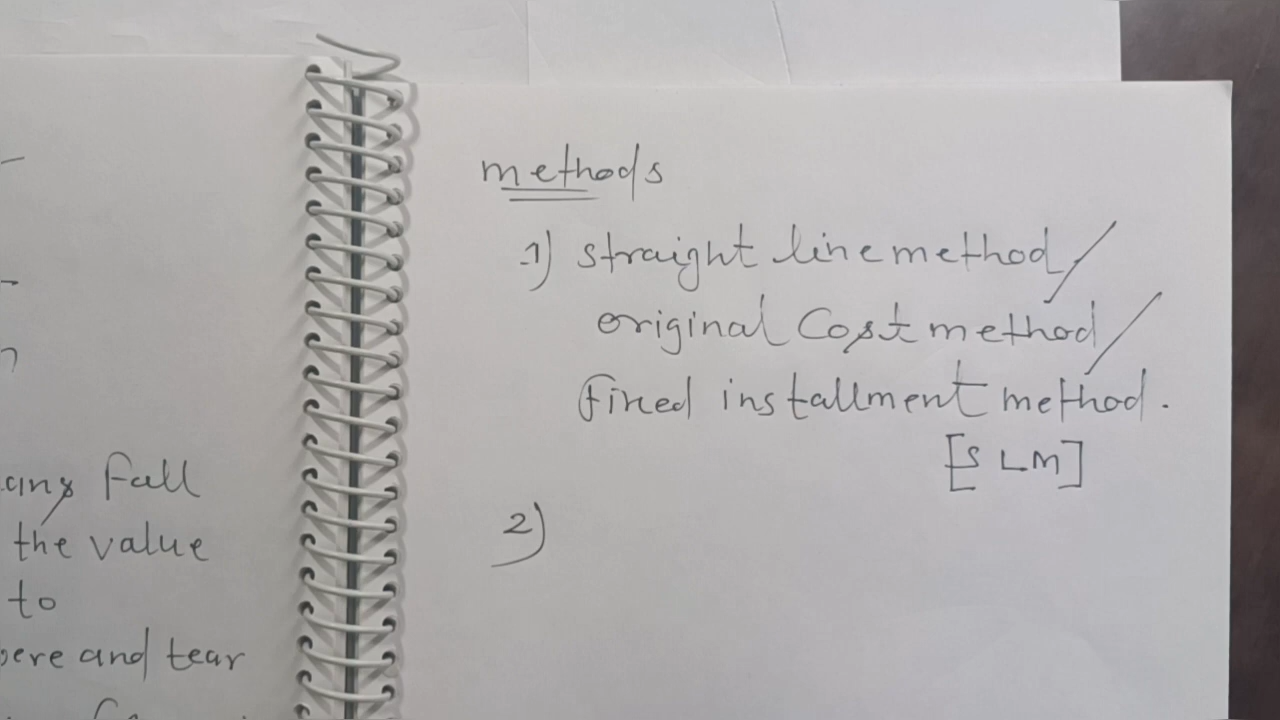 fall
the value
to
and tear
methods
1) straight line method/
original Cost method/
fixed installment method.
[SLM]
2)